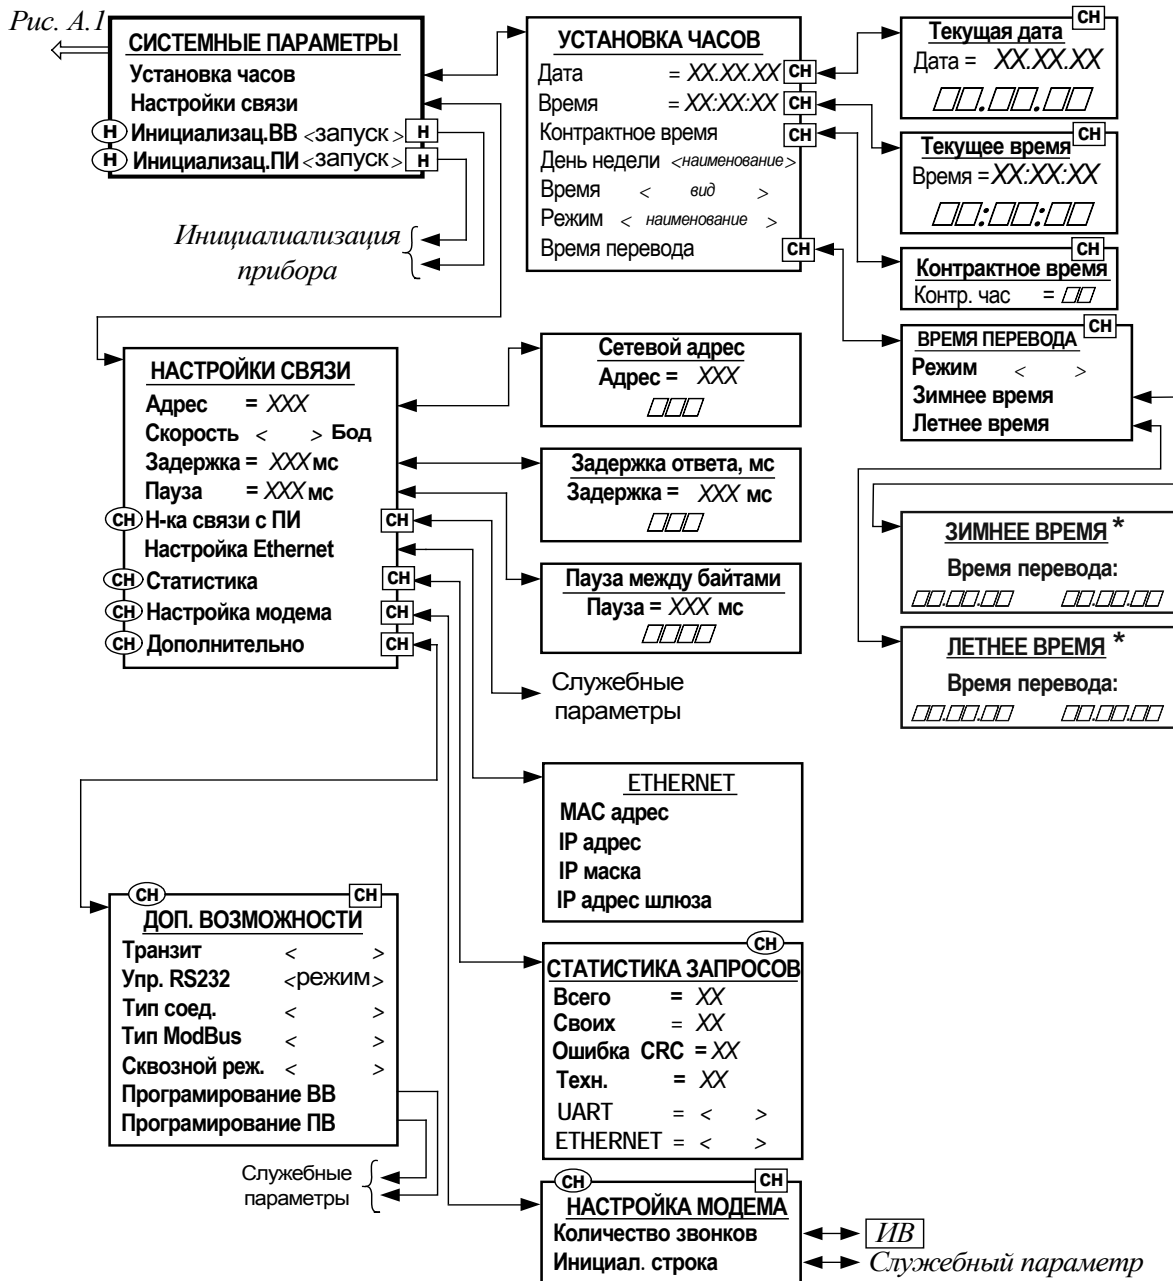 Рис. А.1
СИСТЕМНЫЕ ПАРАМЕТРЫ
Установка часов
Настройки связи
Н Инициализац.ВВ <запуск> Н
Н Инициализац.ПИ <запуск> Н
Инициалиализация
прибора
УСТАНОВКА ЧАСОВ
Дата = XX.XX.XX СН
Время = XX:XX:XX СН
Контрактное время СН
День недели <наименование>
Время < вид >
Режим < наименование >
Время перевода СН
СН
Текущая дата
Дата = XX.XX.XX
СН
Текущее время
Время = XX:XX:XX
СН
Контрактное время
Контр. час =
СН
ВРЕМЯ ПЕРЕВОДА
Режим < >
Зимнее время
Летнее время
ЗИМНЕЕ ВРЕМЯ *
Время перевода:
ЛЕТНЕЕ ВРЕМЯ *
Время перевода:
НАСТРОЙКИ СВЯЗИ
Адрес = XXX
Скорость < > Бод
Задержка = XXX мс
Пауза = XXX мс
СН Н-ка связи с ПИ СН
Настройка Ethernet
СН Статистика СН
СН Настройка модема СН
СН Дополнительно СН
Сетевой адрес
Адрес = XXX
Задержка ответа, мс
Задержка = XXX мс
Пауза между байтами
Пауза = XXX мс
Служебные
параметры
ETHERNET
MAC адрес
IP адрес
IP маска
IP адрес шлюза
СН СН
ДОП. ВОЗМОЖНОСТИ
Транзит < >
Упр. RS232 <режим>
Тип соед. < >
Тип ModBus < >
Сквозной реж. < >
Програмирование ВВ
Програмирование ПВ
Служебные
параметры
СН
СТАТИСТИКА ЗАПРОСОВ
Всего = XX
Своих = XX
Ошибка CRC = XX
Техн. = XX
UART = < >
ETHERNET = < >
СН СН
НАСТРОЙКА МОДЕМА
Количество звонков
Инициал. строка
ИВ
Служебный параметр